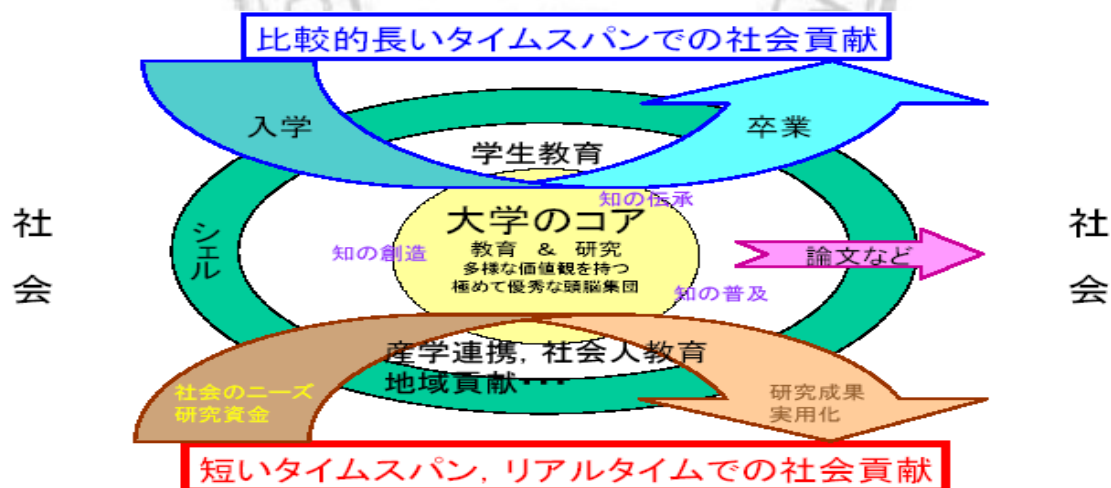 比較的長いタイムスパンでの社会貢献
入学
卒業
学生教育
知の伝承
大学のコア
教育 & 研究
多様な価値観を持つ
極めて優秀な頭脳集団
知の創造
知の普及
シェル
論文など
社
会
社
会
産学連携, 社会人教育
地域貢献・・・
社会のニーズ
研究資金
研究成果
実用化
短いタイムスパン, リアルタイムでの社会貢献